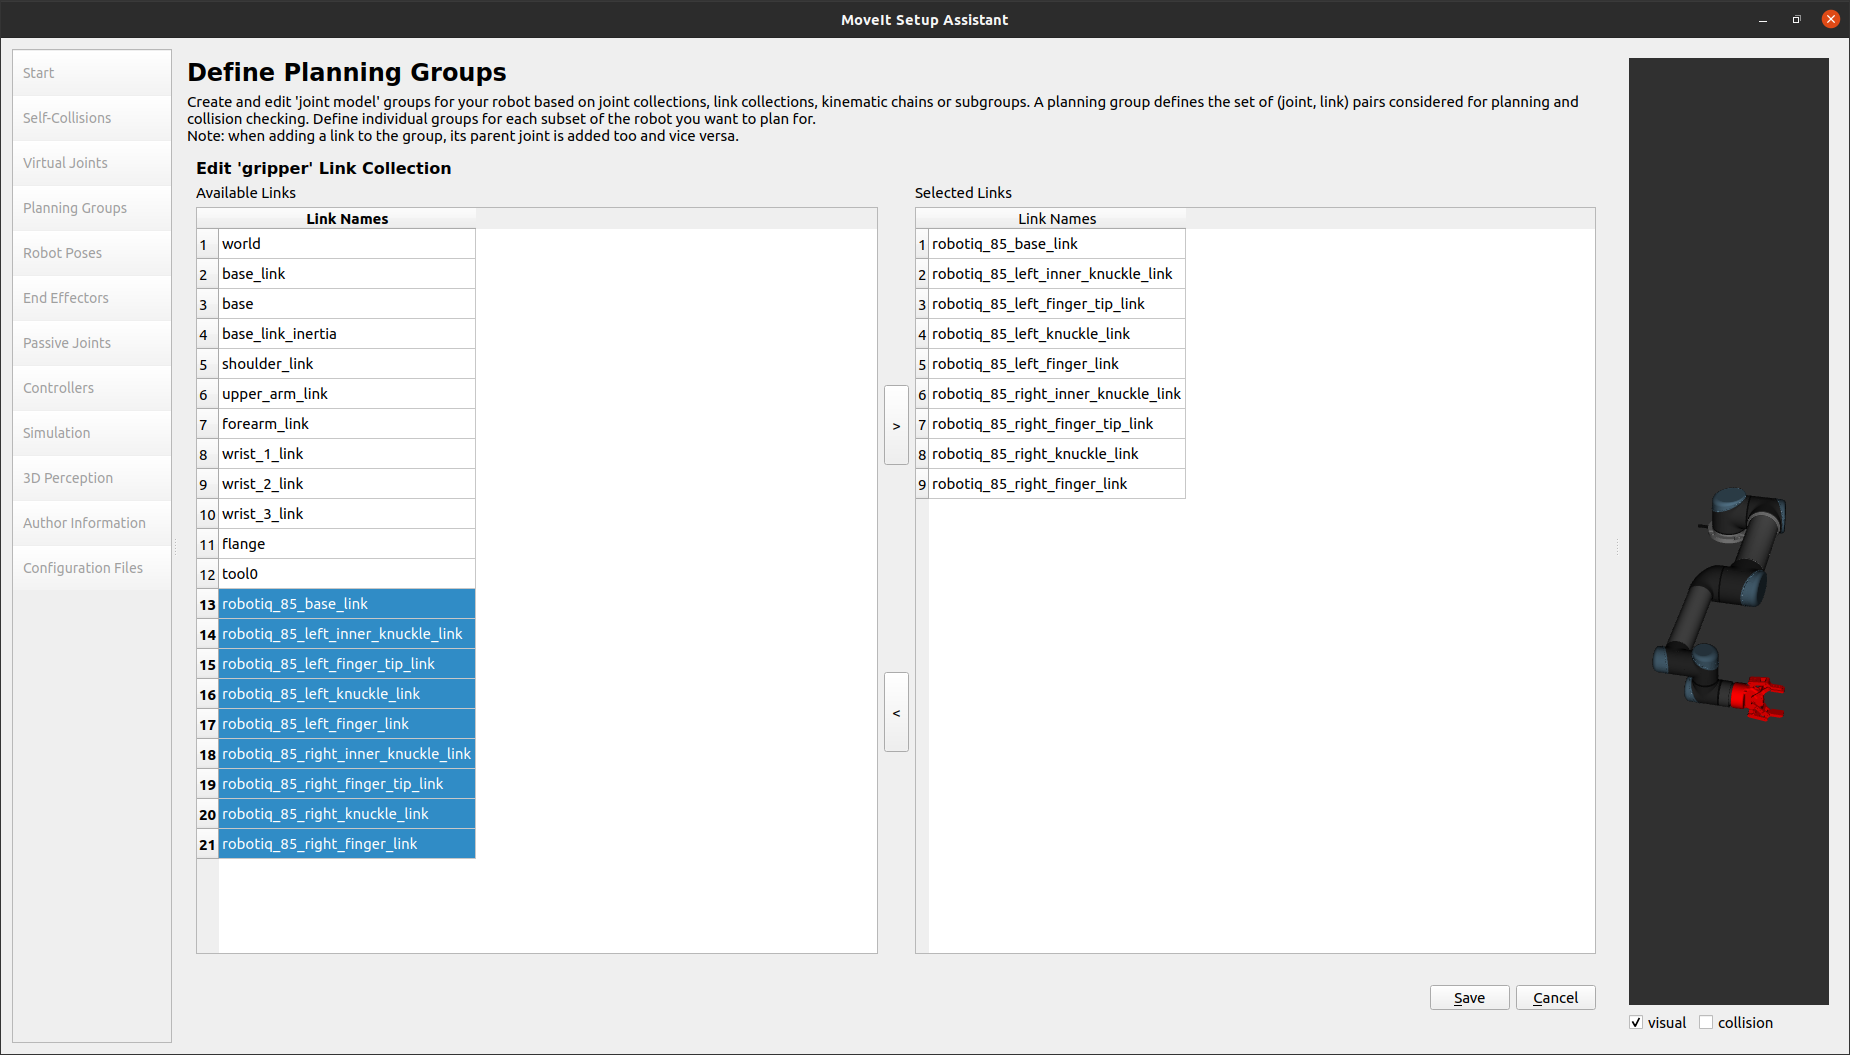 MoveIt Setup Assistant
Start
Self-Collisions
Virtual Joints
Planning Groups
Robot Poses
End Effectors
Passive Joints
Controllers
Simulation
3D Perception
Author Information
Configuration Files
Define Planning Groups
Create and edit 'joint model' groups for your robot based on joint collections, link collections, kinematic chains or subgroups. A planning group defines the set of (joint, link) pairs considered for planning and
collision checking. Define individual groups for each subset of the robot you want to plan for.
Note: when adding a link to the group, its parent joint is added too and vice versa.
Edit 'gripper' Link Collection
Available Links
Link Names
1 world
2 base_link
3 base
4 base_link_inertia
5 shoulder_link
6 upper_arm_link
7 forearm_link
8 wrist_1_link
9 wrist_2_link
10 wrist_3_link
11 flange
12 tool0
13 robotiq_85_base_link
14 robotiq_85_left_inner_knuckle_link
15 robotiq_85_left_finger_tip_link
16 robotiq_85_left_knuckle_link
17 robotiq_85_left_finger_link
18 robotiq_85_right_inner_knuckle_link
19 robotiq_85_right_finger_tip_link
20 robotiq_85_right_knuckle_link
21 robotiq_85_right_finger_link
>
<
Selected Links
Link Names
1 robotiq_85_base_link
2 robotiq_85_left_inner_knuckle_link
3 robotiq_85_left_finger_tip_link
4 robotiq_85_left_knuckle_link
5 robotiq_85_left_finger_link
6 robotiq_85_right_inner_knuckle_link
7 robotiq_85_right_finger_tip_link
8 robotiq_85_right_knuckle_link
9 robotiq_85_right_finger_link
Save Cancel
visual collision